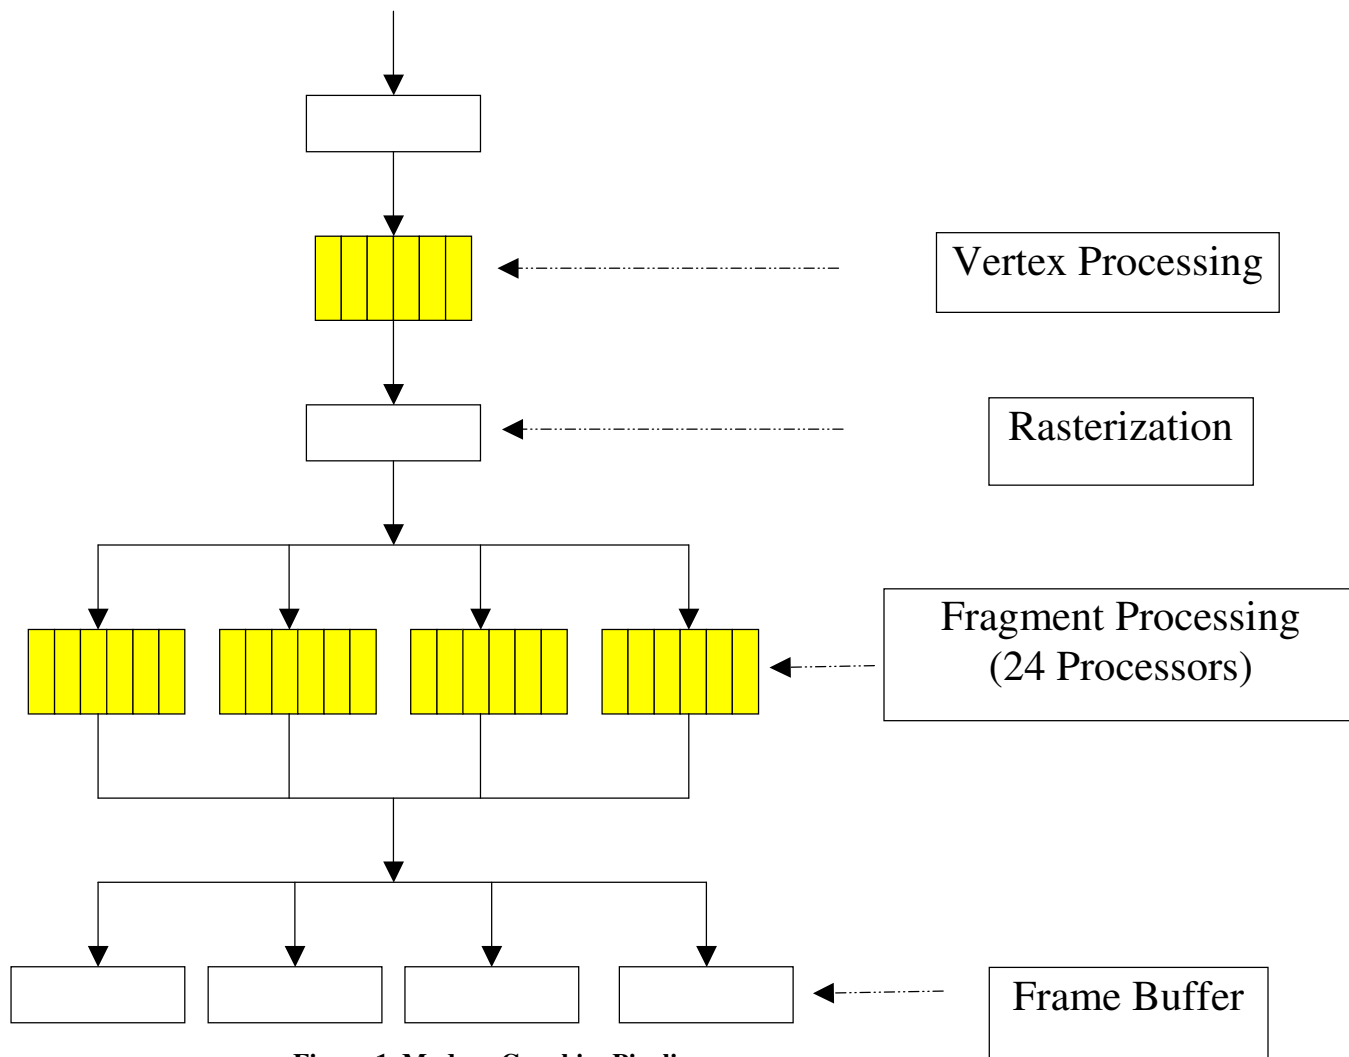 Vertex Processing
Rasterization
Fragment Processing
(24 Processors)
Frame Buffer